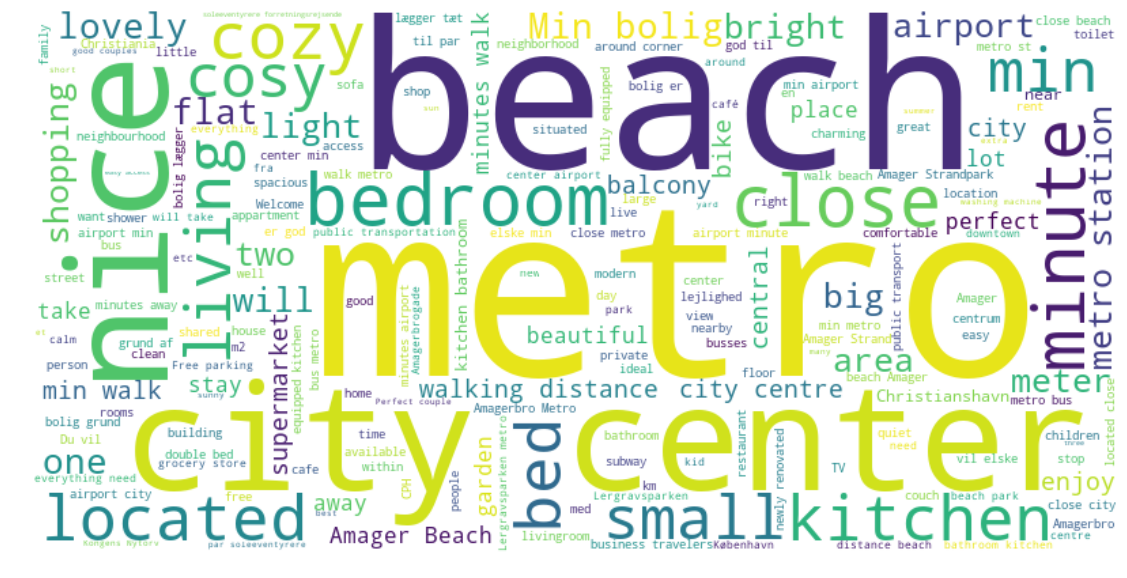 soleeventyrere forretningsrejsende
lovely
Christiania
good couples
little
family
short
cozy
cosy
sofa
lægger tæt
til par
shop
sun
beach
minutes walk
neighborhood
around corner
Min bolig
bright
god til
around
bolig er
airport
close beach
metro st
toilet
min
near
rent
min airport
en
place
charming
summer
great
city
extra
lot
nice
shopping
neighbourhood
easy access
flat
everything
light
access
bolig lægger
living
center min
fra
spacious
Welcome
walk metro
situated
fully equipped
café
bike
center airport
balcony
large
live
right
walk beach
Amager Strandpark
location
washing machine
yard
close
perfect
comfortable
downtown
minute
metro station
want
shower
will take
appartment
airport min
bus
er god
public transportation
bedroom
elske min
close metro
airport minute
etc
two
well
street
take
minutes away
will
metro
good
new
modern
day
park
lejlighed
center
view
nearby
busses
central
big
public transport
Amager
centrum
easy
min metro
Amager Strand
many
area
et
calm
person
grund af
clean
shared
m2
house
Free parking
sunny
supermarket
equipped kitchen
bus metro
minutes airport
Amagerbrogade
kitchen bathroom
beautiful
private
ideal
floor
beach Amager
meter
min walk
stay
home
Perfect couple
walking distance city centre
Christianshavn
metro bus
rooms
bolig grund
Du vil
building
double bed
grocery store
everything need
one
city
time
available
within
cafe
CPH
people
Amagerbro Metro
garden
Lergravsparken metro
bed
center
bathroom
subway
kid
km
restaurant
TV
quiet
need
vil elske
children
three
stop
located close
enjoy
airport city
free
best
away
located
Kongens Nytorv
par soleeventyrere
Amager Beach
livingroom
med
Lergravsparken
small
business travelers
København
newly renovated
kitchen
couch
beach park
close city
Amagerbro
centre
distance beach
bathroom kitchen